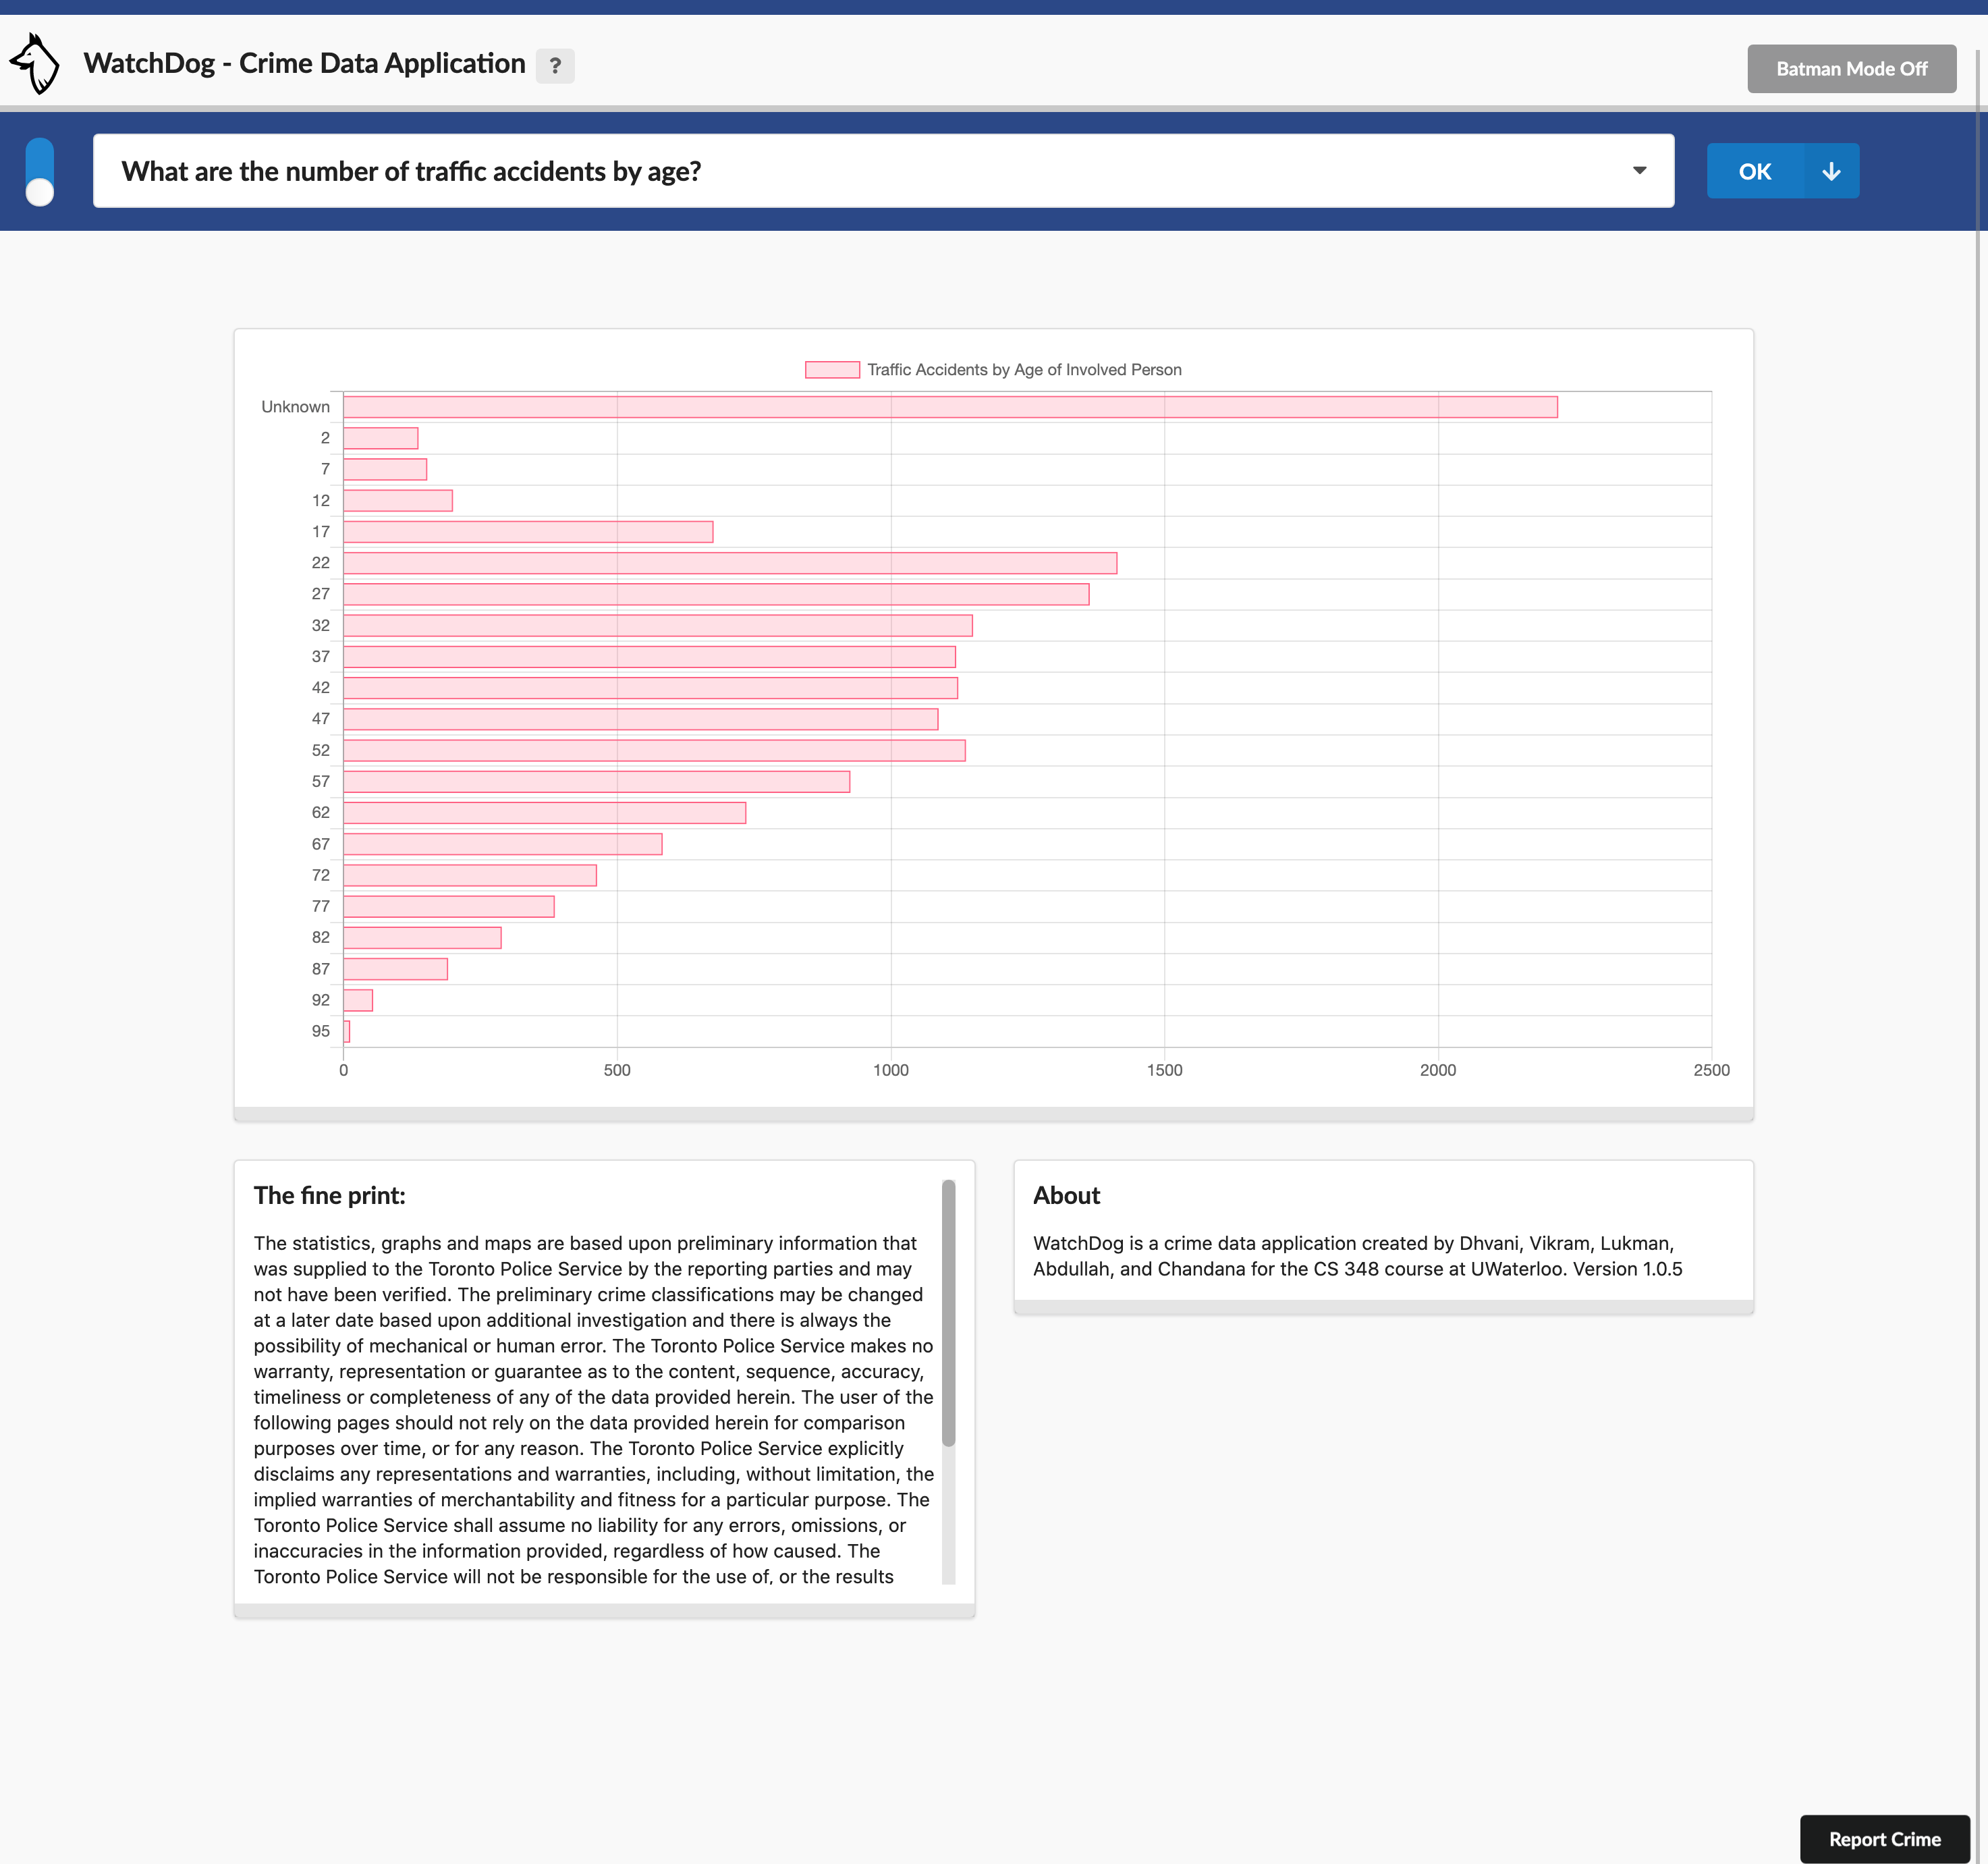 WatchDog - Crime Data Application ?
Batman Mode Off
What are the number of traffic accidents by age?
OK
Traffic Accidents by Age of Involved Person
Unknown
2
7
12
17
22
27
32
37
42
47
52
57
62
67
72
77
82
87
92
95
0 500 1000 1500 2000 2500
The fine print:
The statistics, graphs and maps are based upon preliminary information that
was supplied to the Toronto Police Service by the reporting parties and may
not have been verified. The preliminary crime classifications may be changed
at a later date based upon additional investigation and there is always the
possibility of mechanical or human error. The Toronto Police Service makes no
warranty, representation or guarantee as to the content, sequence, accuracy,
timeliness or completeness of any of the data provided herein. The user of the
following pages should not rely on the data provided herein for comparison
purposes over time, or for any reason. The Toronto Police Service explicitly
disclaims any representations and warranties, including, without limitation, the
implied warranties of merchantability and fitness for a particular purpose. The
Toronto Police Service shall assume no liability for any errors, omissions, or
inaccuracies in the information provided, regardless of how caused. The
Toronto Police Service will not be responsible for the use of, or the results
About
WatchDog is a crime data application created by Dhvani, Vikram, Lukman,
Abdullah, and Chandana for the CS 348 course at UWaterloo. Version 1.0.5
Report Crime